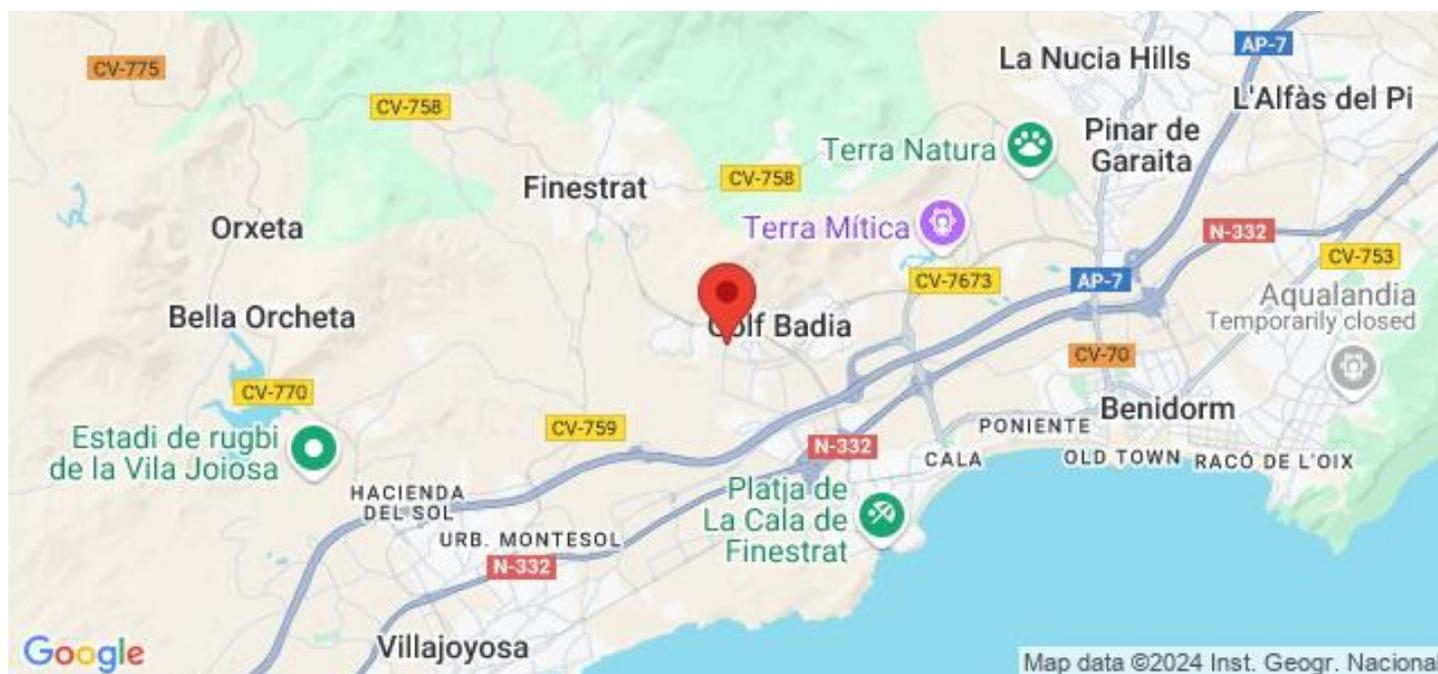 AP-7
La Nucia Hills
CV-775
L'Alfàs del Pi
CV-758
Pinar de
Garaita
Terra Natura
CV-758
Finestrat
Orxeta
Terra Mítica
N-332
CV-753
CV-7673
AP-7
Aqualandia
Temporarily closed
Bella Orcheta
Golf Badia
CV-70
CV-770
Benidorm
CV-759
PONIENTE
Estadi de rugbi
de la Vila Joiosa
N-332
CALA
OLD TOWN
RACÓ DE L'OIX
HACIENDA
DEL SOL
Platja de
La Cala de
Finestrat
URB. MONTESOL
N-332
Villajoyosa
Google
Map data ©2024 Inst. Geogr. Nacional